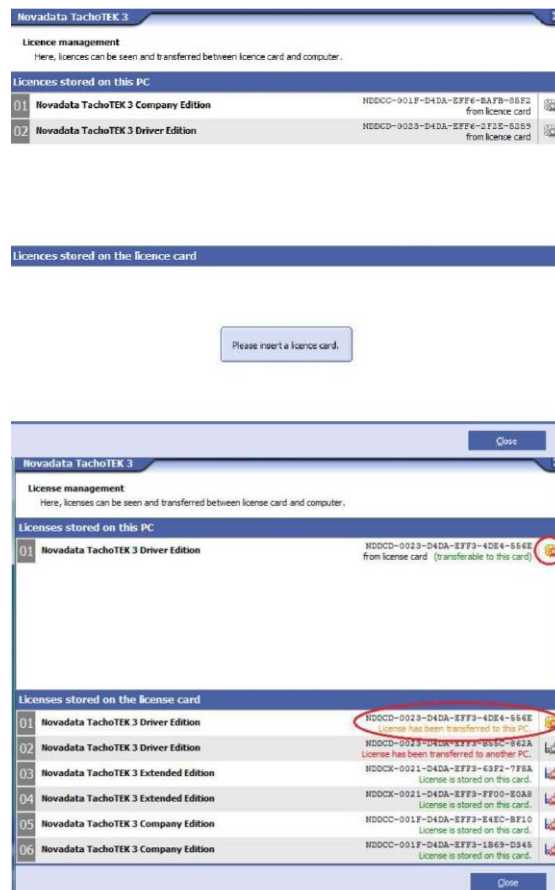 Novadata TachoTEK 3
Licence management
Here, licences can be seen and transferred between licence card and computer.
Licences stored on this PC
01 Novadata TachoTEK 3 Company Edition NDDCC-001F-D4DA-EFF6-BAFB-85F2
from licence card
02 Novadata TachoTEK 3 Driver Edition NDDCD-0023-D4DA-EFF6-2F2E-5259
from licence card
Licences stored on the licence card
Please insert a licence card.
Close
Novadata TachoTEK 3
License management
Here, licenses can be seen and transferred between license card and computer.
Licenses stored on this PC
01 Novadata TachoTEK 3 Driver Edition NDDCD-0023-D4DA-EFF3-4DE4-556E
from license card (transferable to this card)
Licenses stored on the license card
01 Novadata TachoTEK 3 Driver Edition NDDCD-0023-D4DA-EFF3-4DE4-556E
License has been transferred to this PC.
02 Novadata TachoTEK 3 Driver Edition NDDCD-0023-D4DA-EFF3-B55C-862A
License has been transferred to another PC.
03 Novadata TachoTEK 3 Extended Edition NDDCX-0021-D4DA-EFF3-63F2-7F8A
License is stored on this card.
04 Novadata TachoTEK 3 Extended Edition NDDCX-0021-D4DA-EFF3-FF00-E0A8
License is stored on this card.
05 Novadata TachoTEK 3 Company Edition NDDCC-001F-D4DA-EFF3-E4EC-BF10
License is stored on this card.
06 Novadata TachoTEK 3 Company Edition NDDCC-001F-D4DA-EFF3-1B69-D345
License is stored on this card.
Close